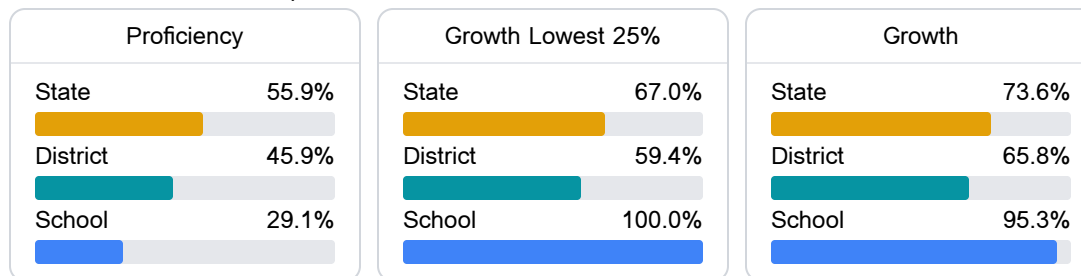 Proficiency
State 55.9%
District 45.9%
School 29.1%
Growth Lowest 25%
State 67.0%
District 59.4%
School 100.0%
Growth
State 73.6%
District 65.8%
School 95.3%